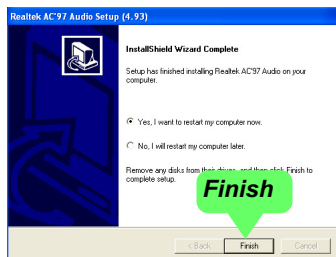 Realtek AC'97 Audio Setup (4.93)
InstallShield Wizard Complete
Setup has finished installing Realtek AC'97 Audio on your
computer.
Yes, I want to restart my computer now.
No, I will restart my computer later.
Remove any disks from their drives, and then click Finish to
complete setup.
Finish
< Back
Finish
Cancel